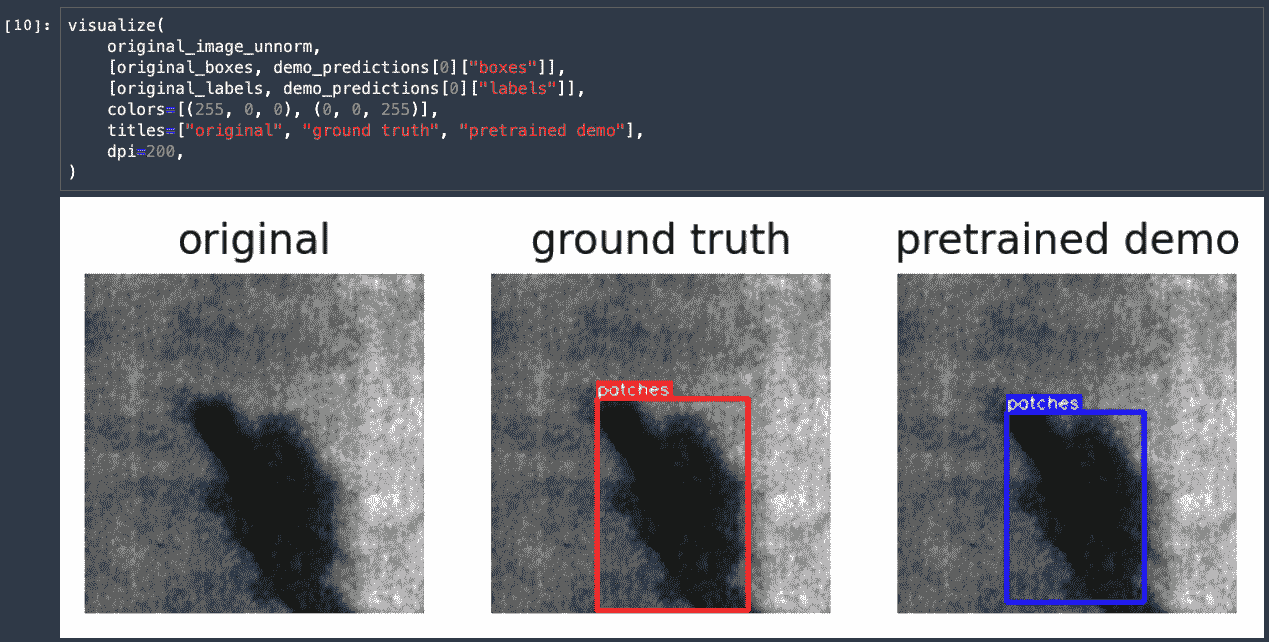 [10]:
visualize(
    original_image_unnorm,
    [original_boxes, demo_predictions[0]["boxes"]],
    [original_labels, demo_predictions[0]["labels"]],
    colors=[(255, 0, 0), (0, 0, 255)],
    titles=["original", "ground truth", "pretrained demo"],
    dpi=200,
)
original ground truth pretrained demo
patches
patches